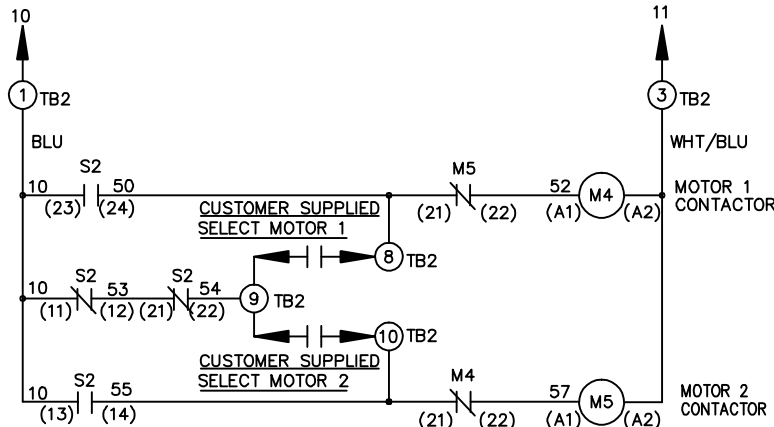 10
11
1 TB2
3 TB2
BLU
WHT/BLU
S2
M5
10 50 52 M4 MOTOR 1
(23) (24) (21) (22) (A1) (A2) CONTACTOR
CUSTOMER SUPPLIED
SELECT MOTOR 1
8 TB2
S2 S2
10 53 54 9 TB2
(11) (12) (21) (22)
10 TB2
CUSTOMER SUPPLIED
SELECT MOTOR 2
S2
M4
10 55 57 M5 MOTOR 2
(13) (14) (21) (22) (A1) (A2) CONTACTOR